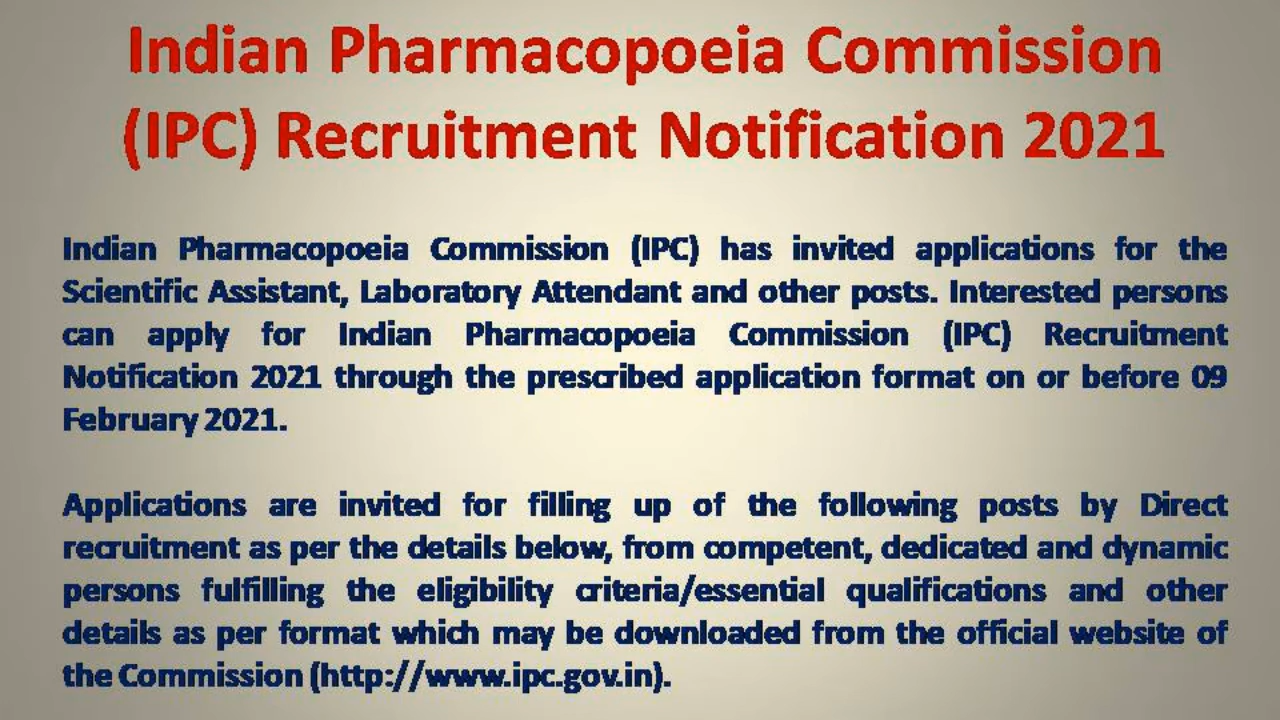 Indian Pharmacopoeia Commission
(IPC) Recruitment Notification 2021
Indian Pharmacopoeia Commission (IPC) has invited applications for the
Scientific Assistant, Laboratory Attendant and other posts. Interested persons
can apply for Indian Pharmacopoeia Commission (IPC) Recruitment
Notification 2021 through the prescribed application format on or before 09
February 2021.
Applications are invited for filling up of the following posts by Direct
recruitment as per the details below, from competent, dedicated and dynamic
persons fulfilling the eligibility criteria/essential qualifications and other
details as per format which may be downloaded from the official website of
the Commission (http://www.ipc.gov.in).